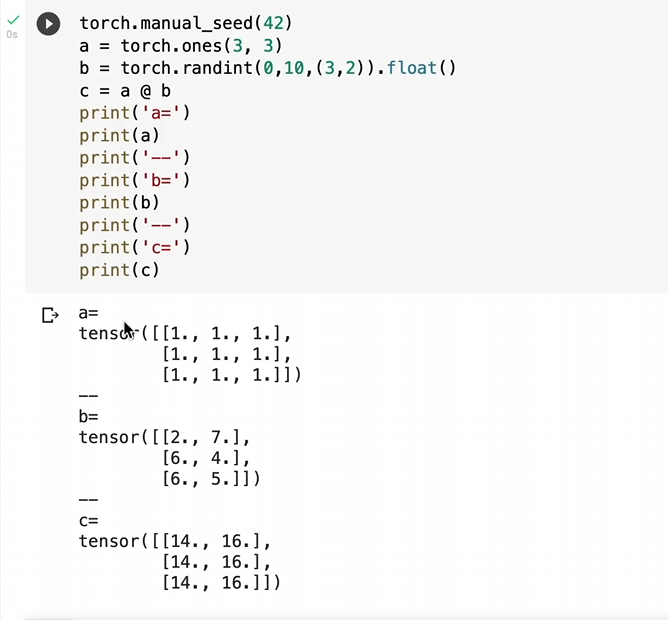 torch.manual_seed(42)
0s
a = torch.ones(3, 3)
b = torch.randint(0,10,(3,2)).float()
c = a @ b
print('a=')
print(a)
print('--')
print('b=')
print(b)
print('--')
print('c=')
print(c)
a=
tensor([[1., 1., 1.],
        [1., 1., 1.],
        [1., 1., 1.]])
--
b=
tensor([[2., 7.],
        [6., 4.],
        [6., 5.]])
--
c=
tensor([[14., 16.],
        [14., 16.],
        [14., 16.]])